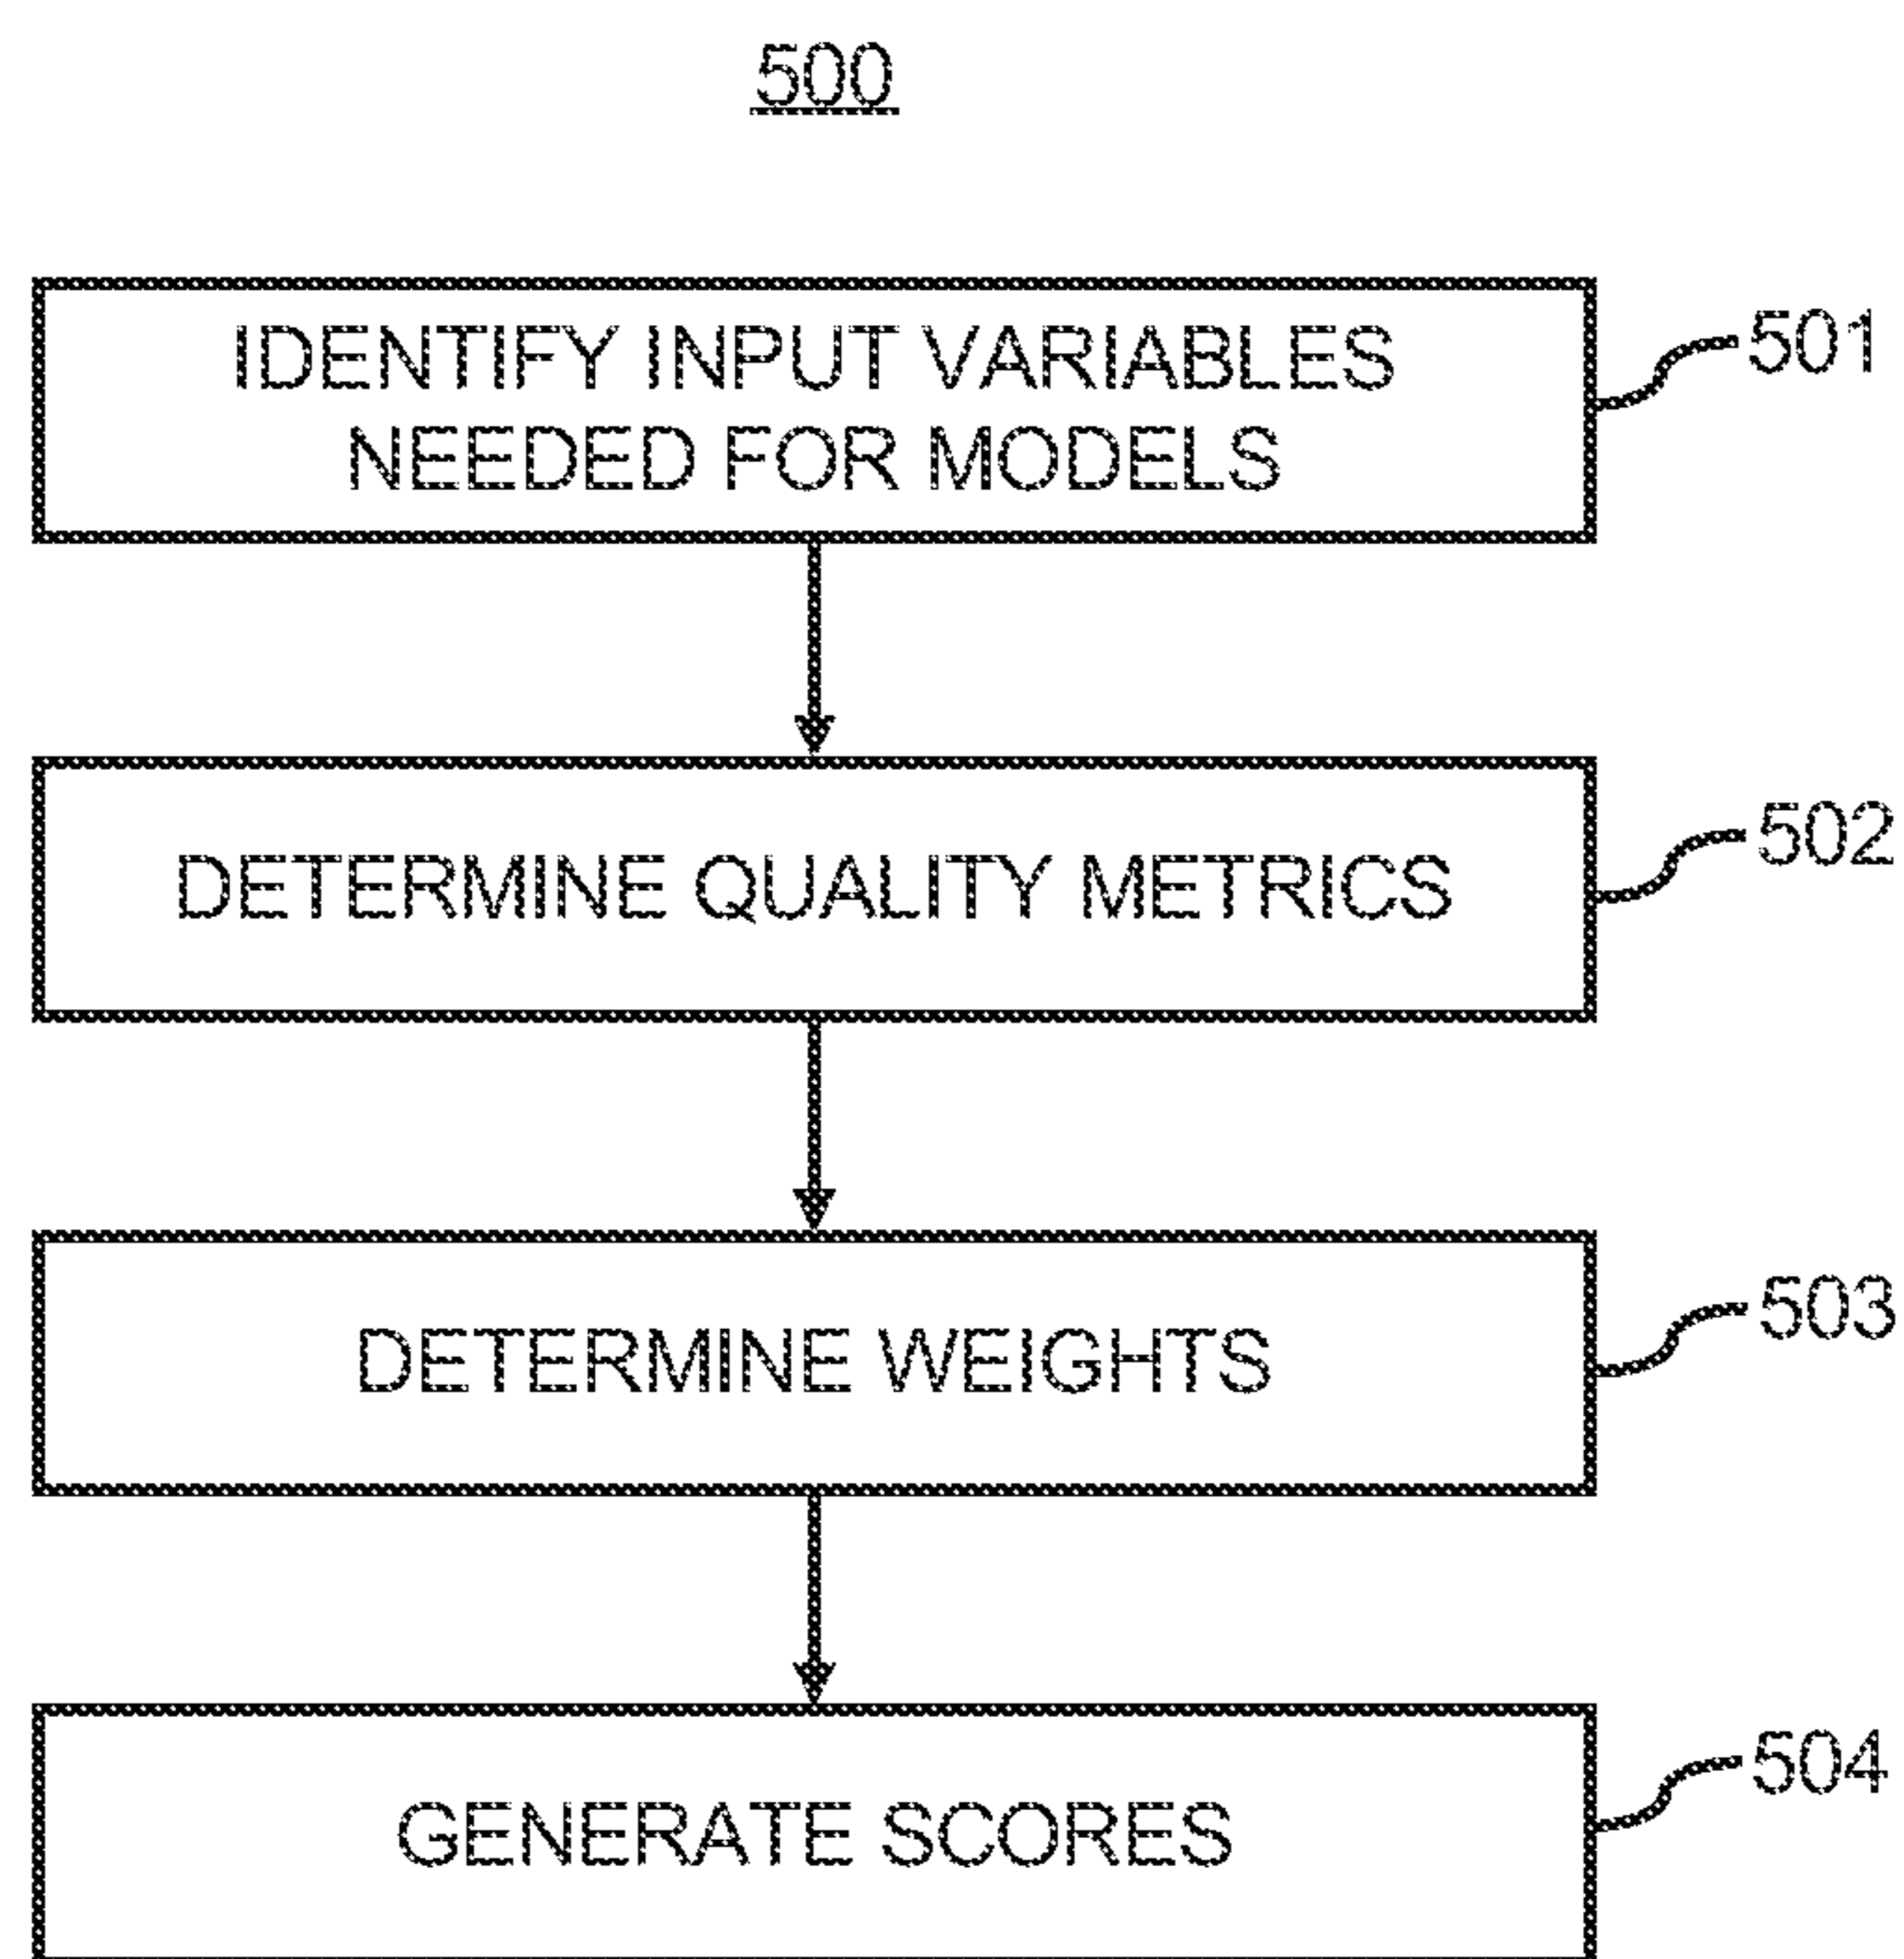 500
IDENTIFY INPUT VARIABLES
NEEDED FOR MODELS
501
DETERMINE QUALITY METRICS
502
DETERMINE WEIGHTS
503
GENERATE SCORES
504